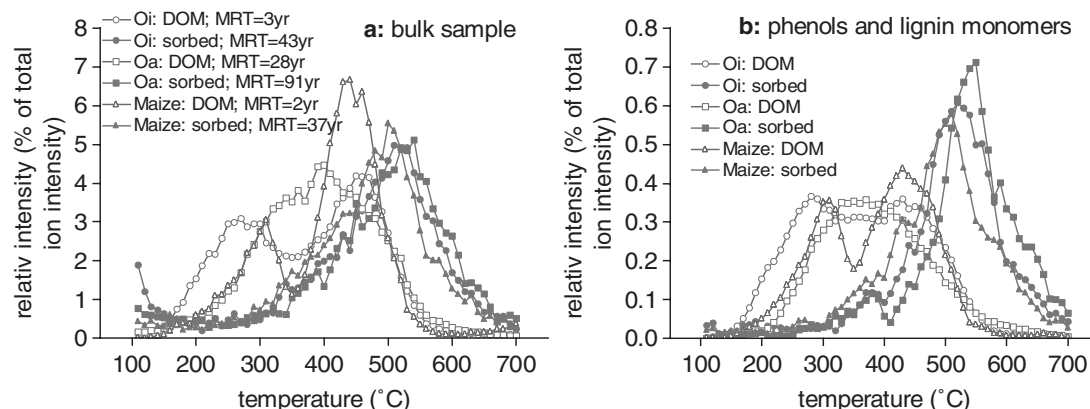 a: bulk sample
Oi: DOM; MRT=3yr
Oi: sorbed; MRT=43yr
Oa: DOM; MRT=28yr
Oa: sorbed; MRT=91yr
Maize: DOM; MRT=2yr
Maize: sorbed; MRT=37yr
relativ intensity (% of total
ion intensity)
8
7
6
5
4
3
2
1
0
100 200 300 400 500 600 700
temperature (˚C)
b: phenols and lignin monomers
Oi: DOM
Oi: sorbed
Oa: DOM
Oa: sorbed
Maize: DOM
Maize: sorbed
relativ intensity (% of total
ion intensity)
0.8
0.7
0.6
0.5
0.4
0.3
0.2
0.1
0.0
100 200 300 400 500 600 700
temperature (˚C)